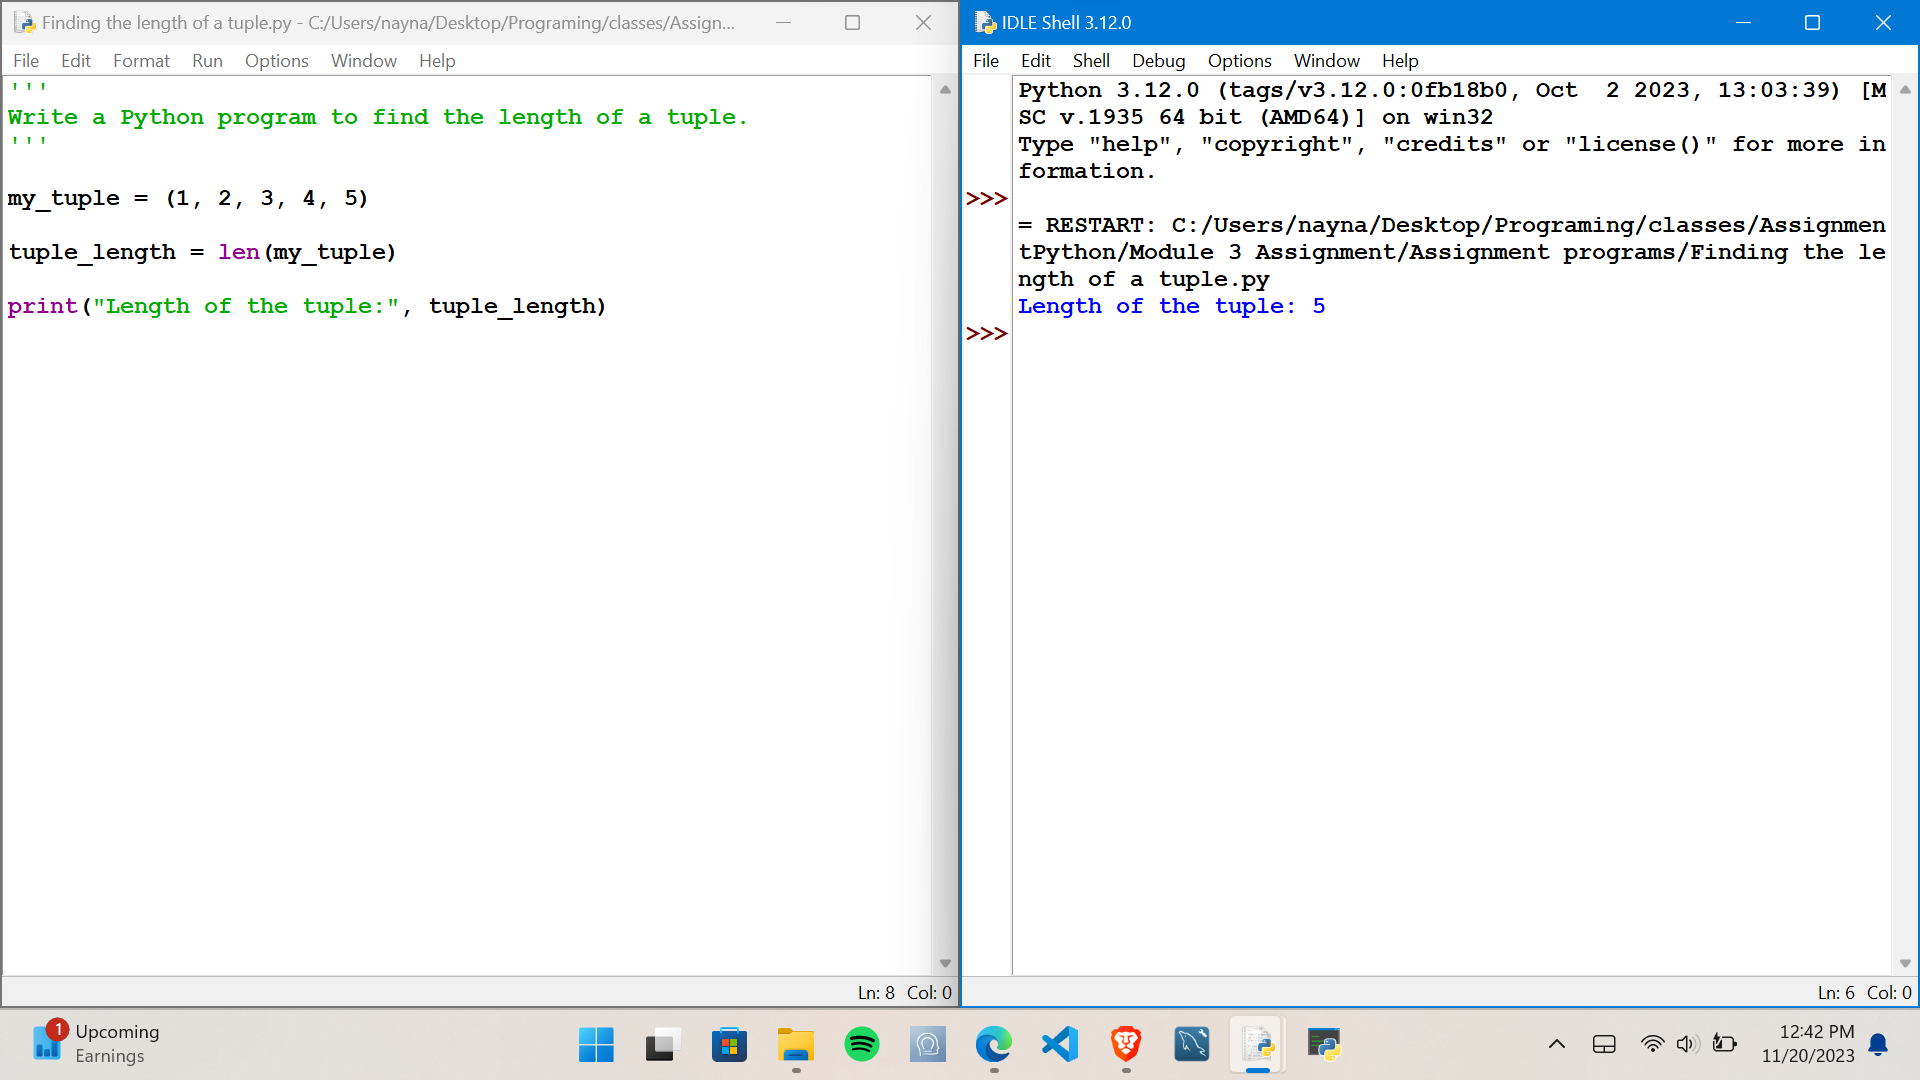 Finding the length of a tuple.py - C:/Users/nayna/Desktop/Programing/classes/Assign...
File Edit Format Run Options Window Help
'''
Write a Python program to find the length of a tuple.
'''
my_tuple = (1, 2, 3, 4, 5)
tuple_length = len(my_tuple)
print("Length of the tuple:", tuple_length)
Ln: 8 Col: 0
IDLE Shell 3.12.0
File Edit Shell Debug Options Window Help
Python 3.12.0 (tags/v3.12.0:0fb18b0, Oct  2 2023, 13:03:39) [M
SC v.1935 64 bit (AMD64)] on win32
Type "help", "copyright", "credits" or "license()" for more in
formation.
>>>
= RESTART: C:/Users/nayna/Desktop/Programing/classes/Assignmen
tPython/Module 3 Assignment/Assignment programs/Finding the le
ngth of a tuple.py
Length of the tuple: 5
>>>
Ln: 6 Col: 0
1
Upcoming
Earnings
12:42 PM
11/20/2023